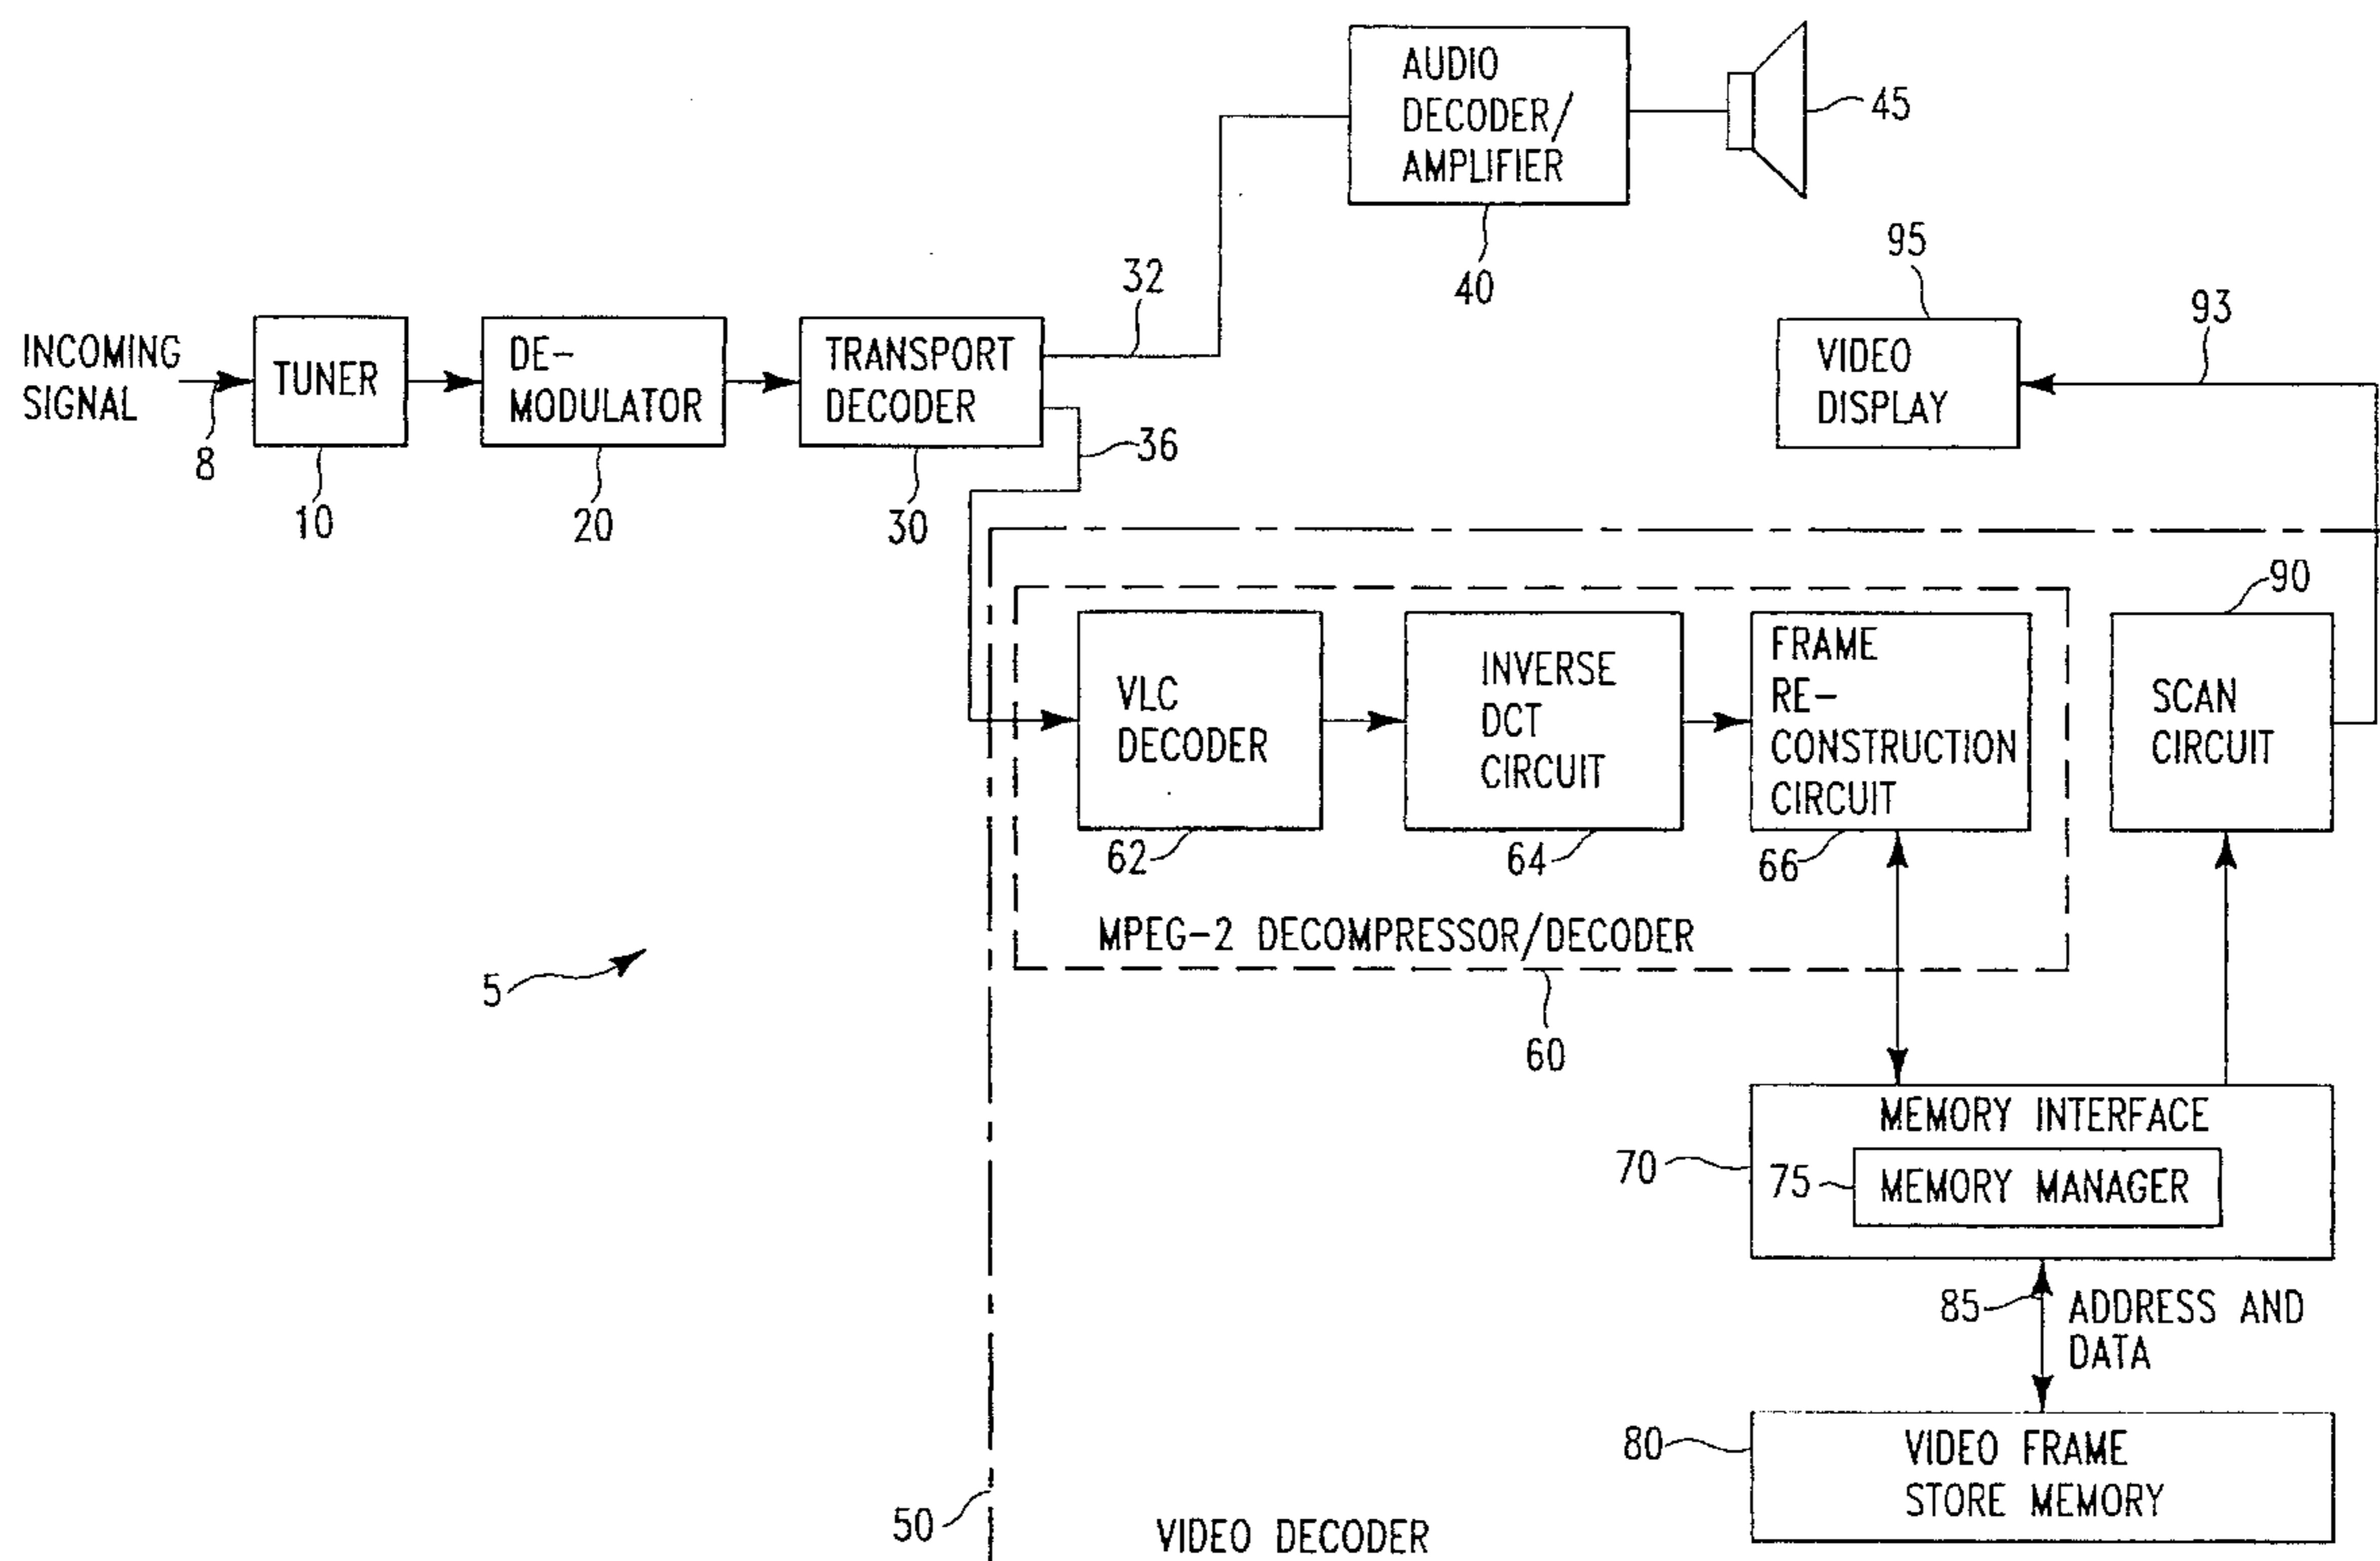 AUDIO
DECODER/
AMPLIFIER
45
40
95
93
32
INCOMING
SIGNAL
8
TUNER
10
DE-
MODULATOR
20
TRANSPORT
DECODER
30
36
VIDEO
DISPLAY
90
VLC
DECODER
62
INVERSE
DCT
CIRCUIT
64
FRAME
RE-
CONSTRUCTION
CIRCUIT
66
SCAN
CIRCUIT
MPEG-2 DECOMPRESSOR/DECODER
60
5
MEMORY INTERFACE
70
75
MEMORY MANAGER
85
ADDRESS AND
DATA
80
VIDEO FRAME
STORE MEMORY
50
VIDEO DECODER